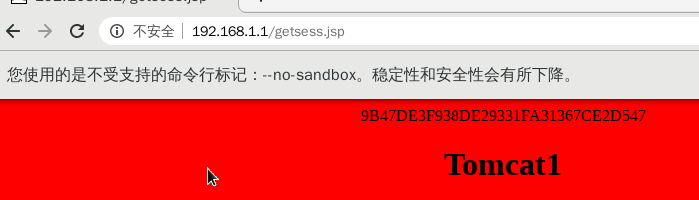 不安全 | 192.168.1.1/getsess.jsp
您使用的是不受支持的命令行标记：--no-sandbox。稳定性和安全性会有所下降。
9B47DE3F938DE29331FA31367CE2D547
Tomcat1